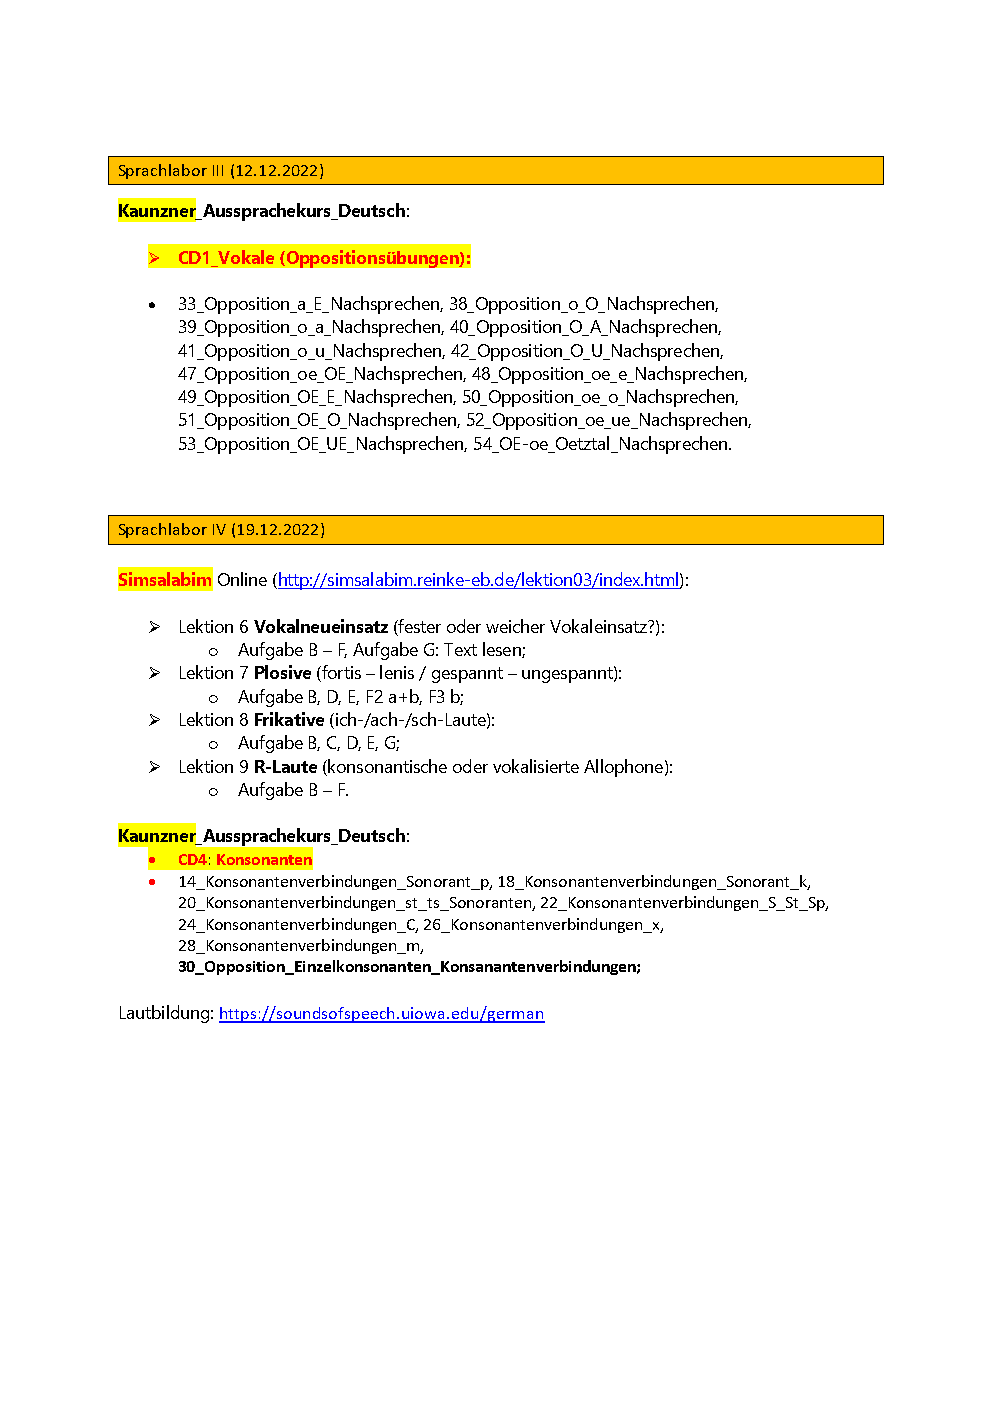 Sprachlabor III (12.12.2022)
Kaunzner_Aussprachekurs_Deutsch:
➢ CD1_Vokale (Oppositionsübungen):
• 33_Opposition_a_E_Nachsprechen, 38_Opposition_o_O_Nachsprechen,
39_Opposition_o_a_Nachsprechen, 40_Opposition_O_A_Nachsprechen,
41_Opposition_o_u_Nachsprechen, 42_Opposition_O_U_Nachsprechen,
47_Opposition_oe_OE_Nachsprechen, 48_Opposition_oe_e_Nachsprechen,
49_Opposition_OE_E_Nachsprechen, 50_Opposition_oe_o_Nachsprechen,
51_Opposition_OE_O_Nachsprechen, 52_Opposition_oe_ue_Nachsprechen,
53_Opposition_OE_UE_Nachsprechen, 54_OE-oe_Oetztal_Nachsprechen.
Sprachlabor IV (19.12.2022)
Simsalabim Online (http://simsalabim.reinke-eb.de/lektion03/index.html):
➢ Lektion 6 Vokalneueinsatz (fester oder weicher Vokaleinsatz?):
o Aufgabe B – F, Aufgabe G: Text lesen;
➢ Lektion 7 Plosive (fortis – lenis / gespannt – ungespannt):
o Aufgabe B, D, E, F2 a+b, F3 b;
➢ Lektion 8 Frikative (ich-/ach-/sch-Laute):
o Aufgabe B, C, D, E, G;
➢ Lektion 9 R-Laute (konsonantische oder vokalisierte Allophone):
o Aufgabe B – F.
Kaunzner_Aussprachekurs_Deutsch:
• CD4: Konsonanten
• 14_Konsonantenverbindungen_Sonorant_p, 18_Konsonantenverbindungen_Sonorant_k,
20_Konsonantenverbindungen_st_ts_Sonoranten, 22_Konsonantenverbindungen_S_St_Sp,
24_Konsonantenverbindungen_C, 26_Konsonantenverbindungen_x,
28_Konsonantenverbindungen_m,
30_Opposition_Einzelkonsonanten_Konsanantenverbindungen;
Lautbildung: https://soundsofspeech.uiowa.edu/german